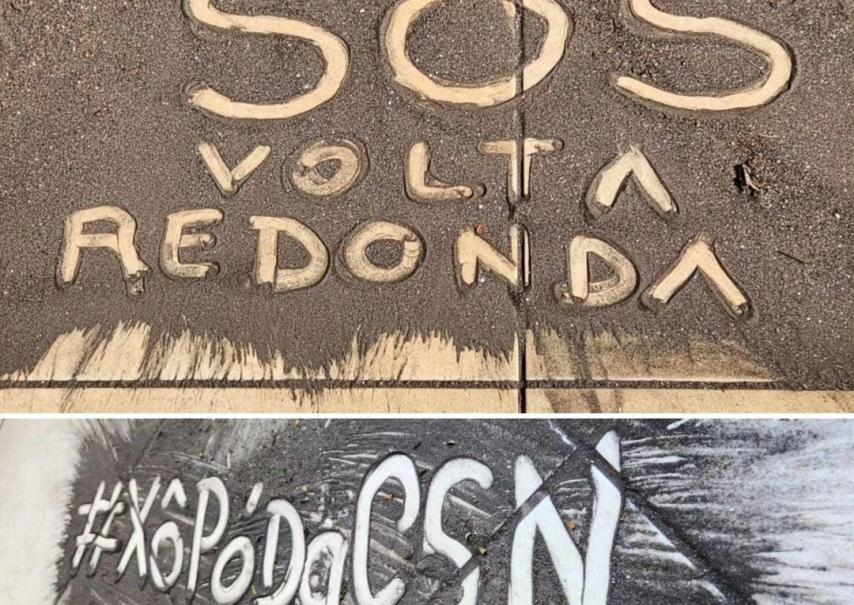 SOS
VOLTA
REDONDA
#XôPóDaCSN